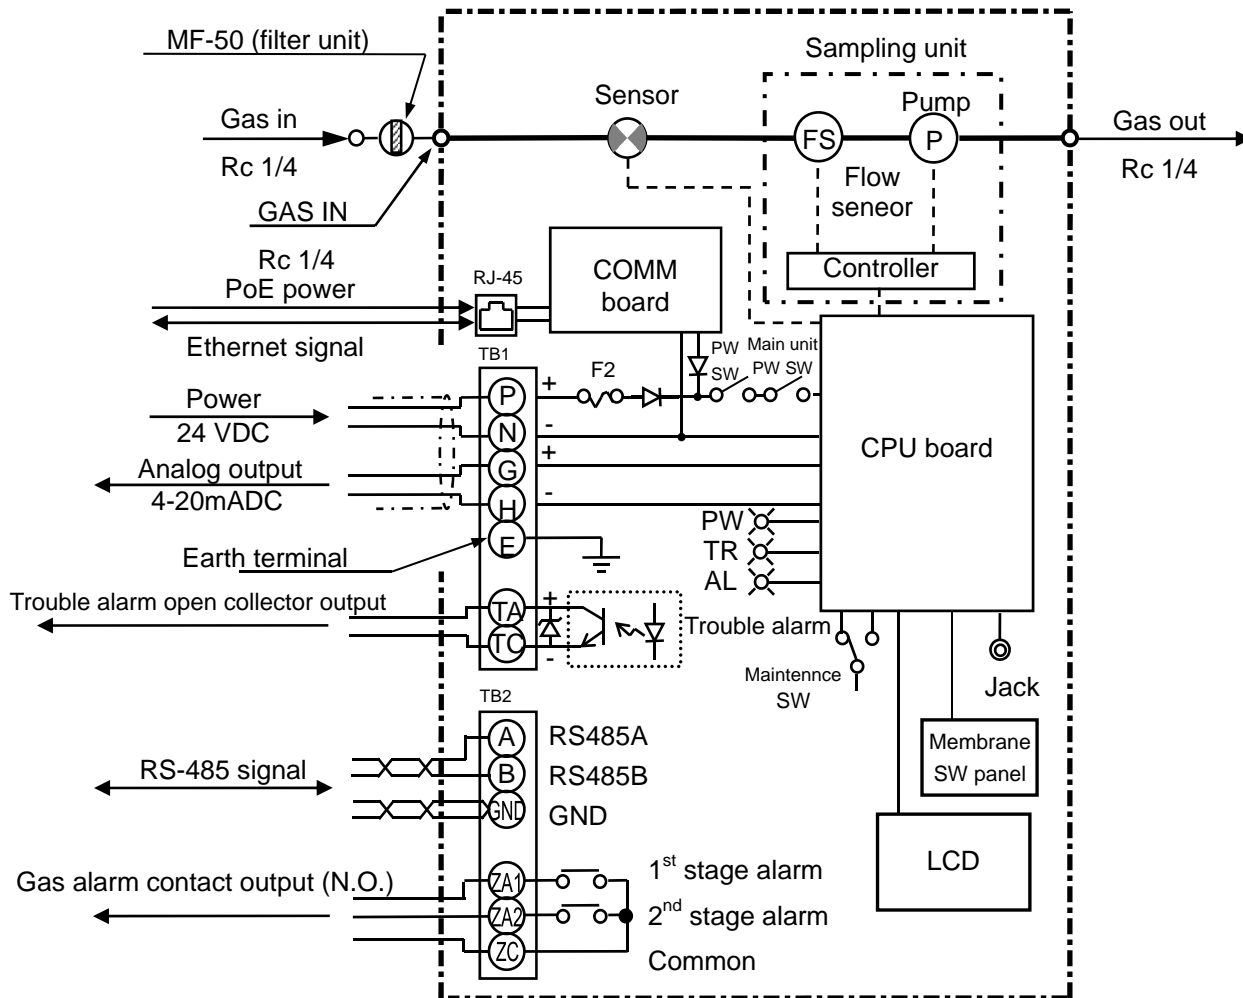 MF-50 (filter unit)
Sampling unit
Sensor
Pump
Gas in
FS
P
Gas out
Rc 1/4
Rc 1/4
Flow
seneor
GAS IN
Rc 1/4
PoE power
RJ-45
COMM
board
Controller
Ethernet signal
TB1
F2
PW
SW
Main unit
PW SW
Power
24 VDC
P
+
N
-
CPU board
Analog output
4-20mADC
G
+
H
-
PW
TR
AL
Earth terminal
E
Trouble alarm open collector output
TA
+
TC
-
Trouble alarm
Maintennce
SW
Jack
TB2
A
RS485A
RS-485 signal
B
RS485B
GND
GND
Membrane
SW panel
LCD
Gas alarm contact output (N.O.)
ZA1
1st stage alarm
ZA2
2nd stage alarm
ZC
Common